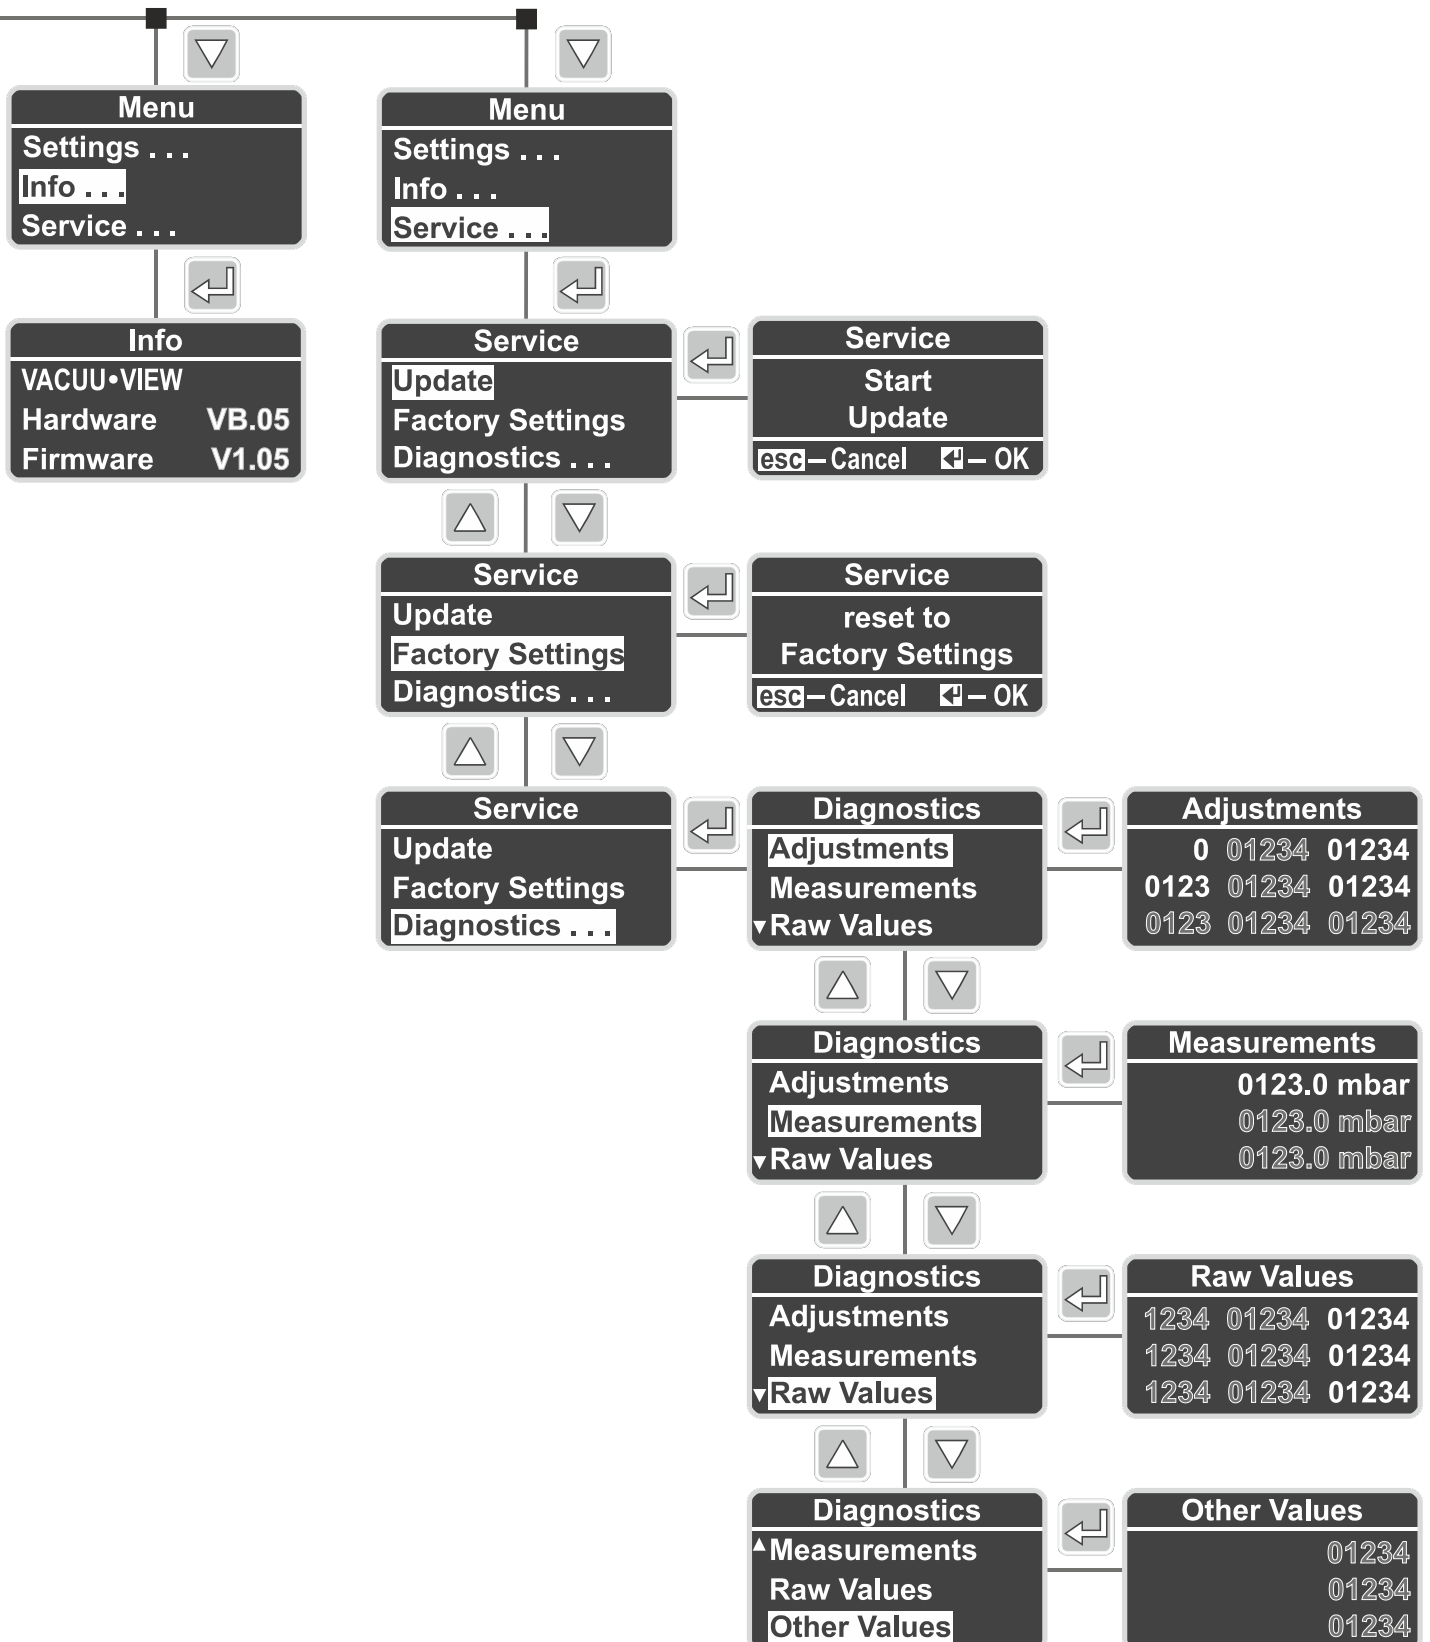 Menu
Settings . . .
Info . . .
Service . . .
Menu
Settings . . .
Info . . .
Service . . .
Info
VACUU•VIEW
Hardware VB.05
Firmware V1.05
Service
Update
Factory Settings
Diagnostics . . .
Service
Start
Update
esc – Cancel ↵ – OK
Service
Update
Factory Settings
Diagnostics . . .
Service
reset to
Factory Settings
esc – Cancel ↵ – OK
Service
Update
Factory Settings
Diagnostics . . .
Diagnostics
Adjustments
Measurements
▾Raw Values
Adjustments
0 01234 01234
0123 01234 01234
0123 01234 01234
Diagnostics
Adjustments
Measurements
▾Raw Values
Measurements
0123.0 mbar
0123.0 mbar
0123.0 mbar
Diagnostics
Adjustments
Measurements
▾Raw Values
Raw Values
1234 01234 01234
1234 01234 01234
1234 01234 01234
Diagnostics
▴Measurements
Raw Values
Other Values
Other Values
01234
01234
01234